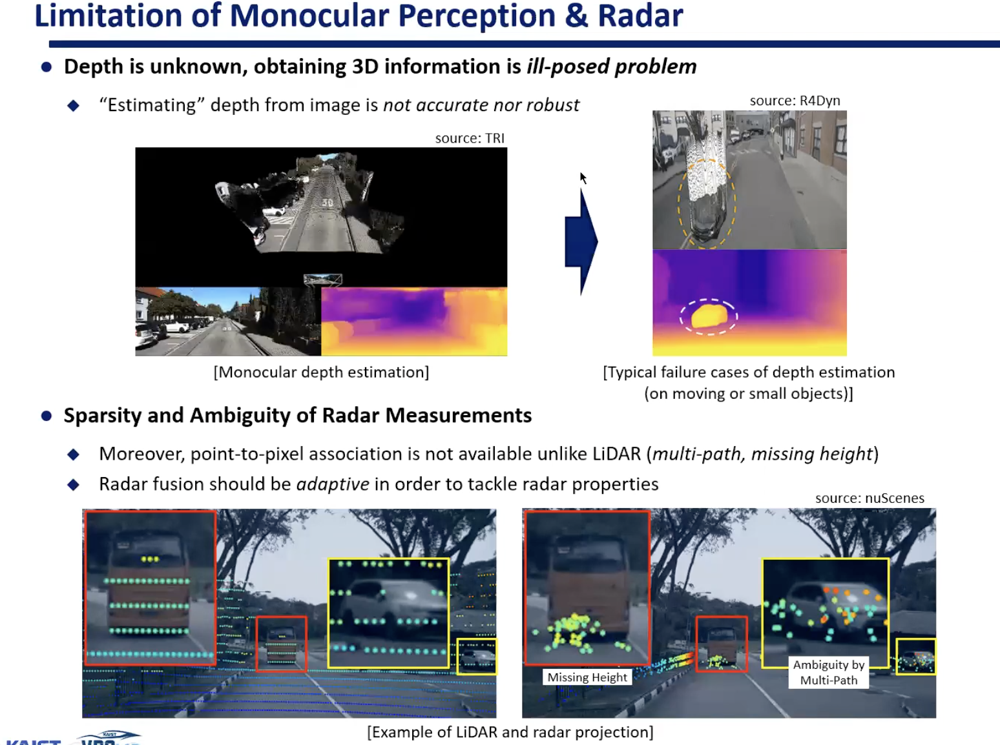 Limitation of Monocular Perception & Radar
● Depth is unknown, obtaining 3D information is ill-posed problem
◆ “Estimating” depth from image is not accurate nor robust
source: TRI
source: R4Dyn
[Monocular depth estimation]
[Typical failure cases of depth estimation
(on moving or small objects)]
● Sparsity and Ambiguity of Radar Measurements
◆ Moreover, point-to-pixel association is not available unlike LiDAR (multi-path, missing height)
◆ Radar fusion should be adaptive in order to tackle radar properties
source: nuScenes
Missing Height
Ambiguity by
Multi-Path
[Example of LiDAR and radar projection]
KAIST
KAIST